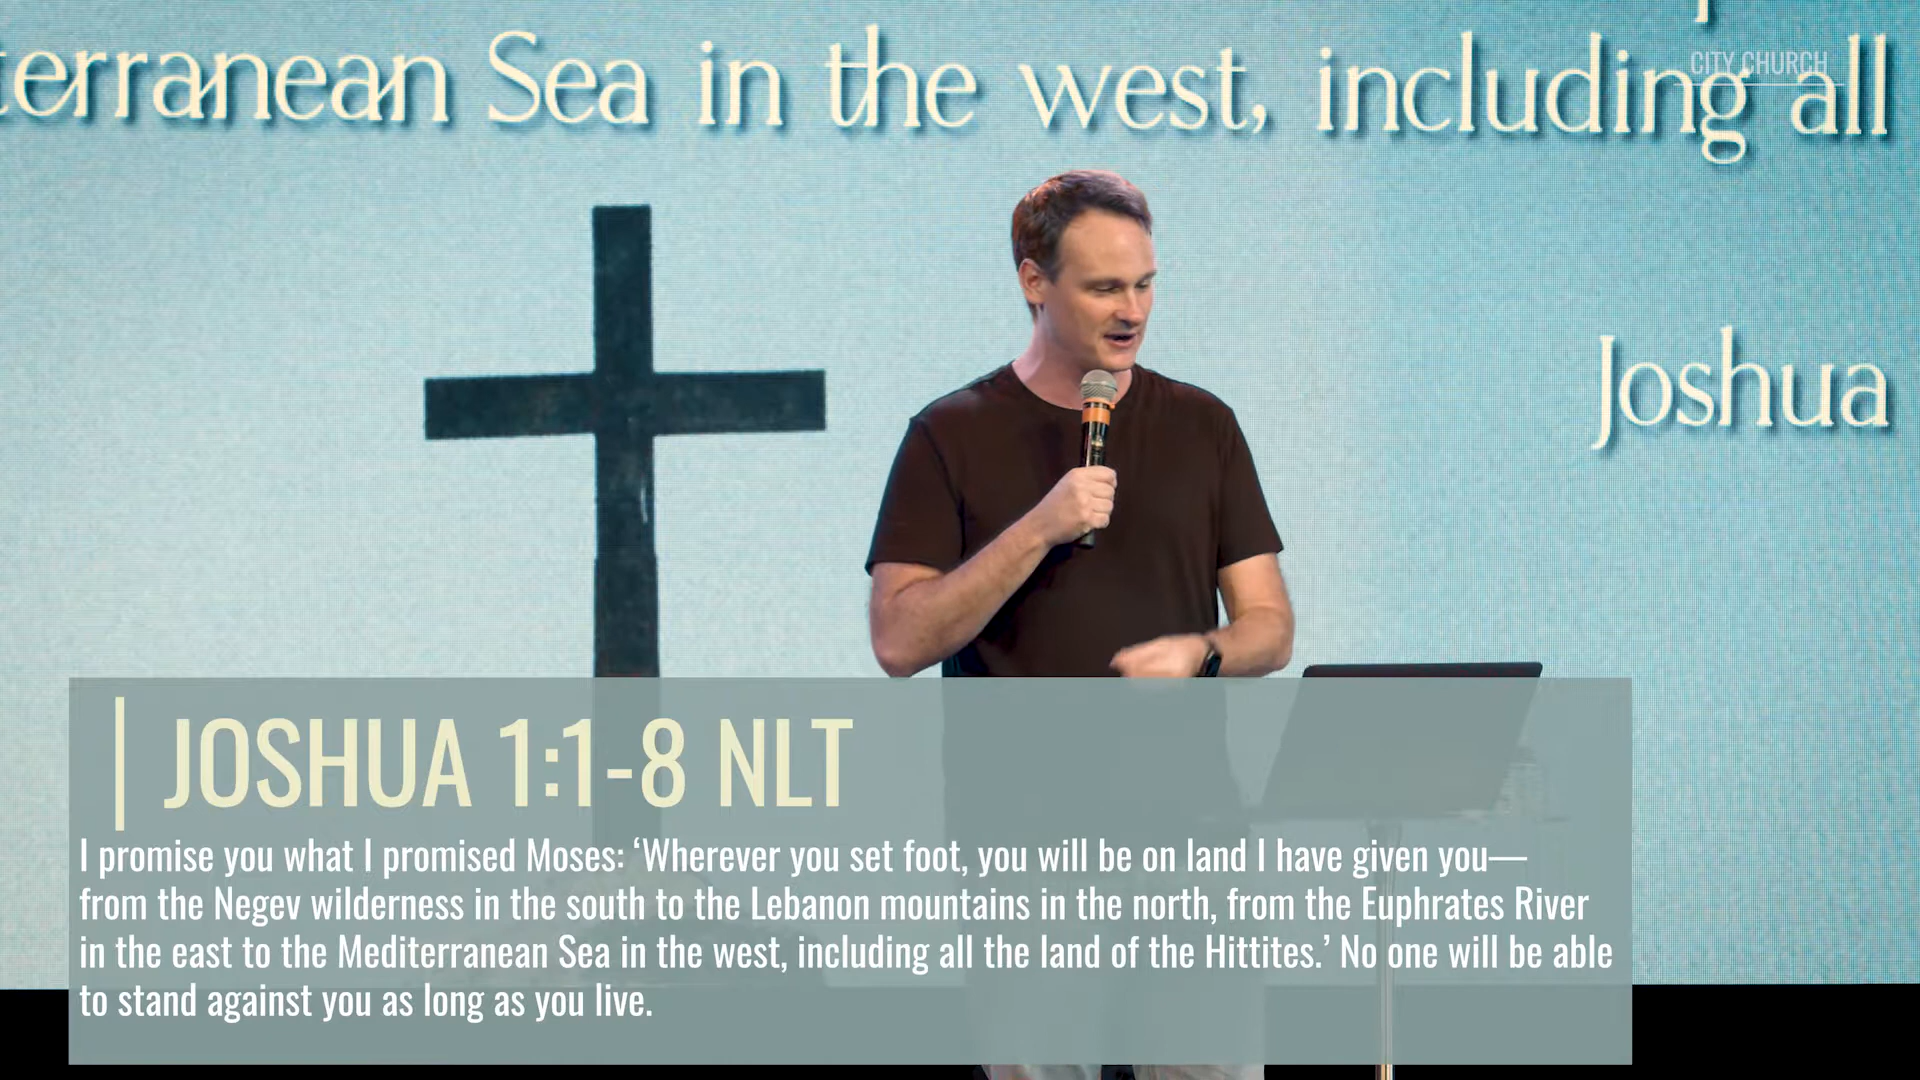 terranean Sea in the west, including all
CITY CHURCH
Joshua
JOSHUA 1:1-8 NLT
I promise you what I promised Moses: ‘Wherever you set foot, you will be on land I have given you—
from the Negev wilderness in the south to the Lebanon mountains in the north, from the Euphrates River
in the east to the Mediterranean Sea in the west, including all the land of the Hittites.’ No one will be able
to stand against you as long as you live.